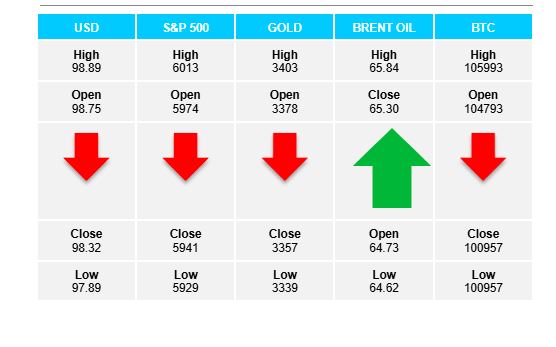 USD S&P 500 GOLD BRENT OIL BTC
High High High High High
98.89 6013 3403 65.84 105993
Open Open Open Close Open
98.75 5974 3378 65.30 104793
Close Close Close Open Close
98.32 5941 3357 64.73 100957
Low Low Low Low Low
97.89 5929 3339 64.62 100957